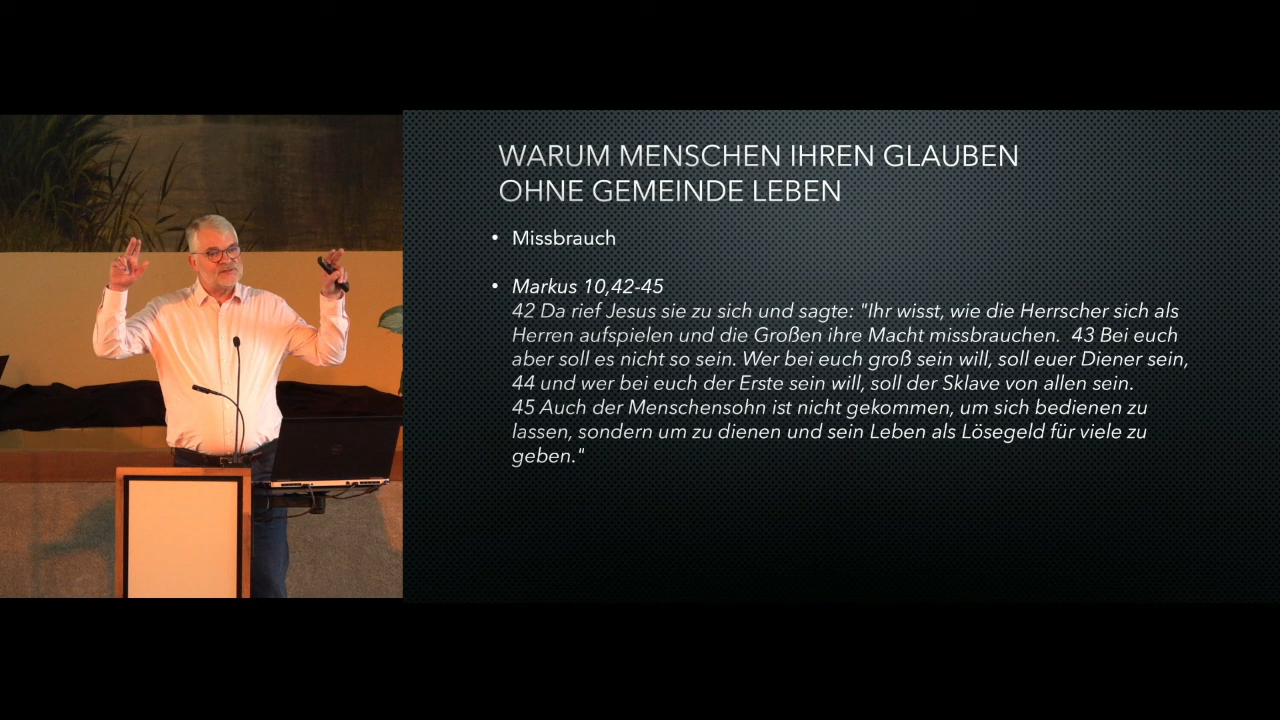 WARUM MENSCHEN IHREN GLAUBEN
OHNE GEMEINDE LEBEN
• Missbrauch
• Markus 10,42-45
42 Da rief Jesus sie zu sich und sagte: "Ihr wisst, wie die Herrscher sich als
Herren aufspielen und die Großen ihre Macht missbrauchen.  43 Bei euch
aber soll es nicht so sein. Wer bei euch groß sein will, soll euer Diener sein,
44 und wer bei euch der Erste sein will, soll der Sklave von allen sein.
45 Auch der Menschensohn ist nicht gekommen, um sich bedienen zu
lassen, sondern um zu dienen und sein Leben als Lösegeld für viele zu
geben."